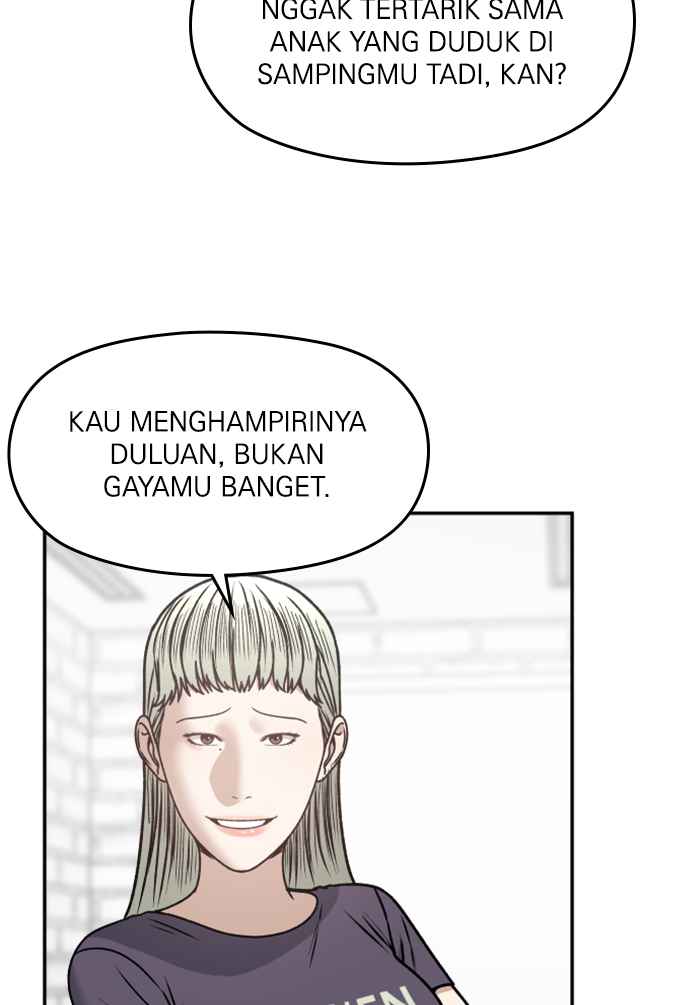 NGGAK TERTARIK SAMA
ANAK YANG DUDUK DI
SAMPINGMU TADI, KAN?
KAU MENGHAMPIRINYA
DULUAN, BUKAN
GAYAMU BANGET.